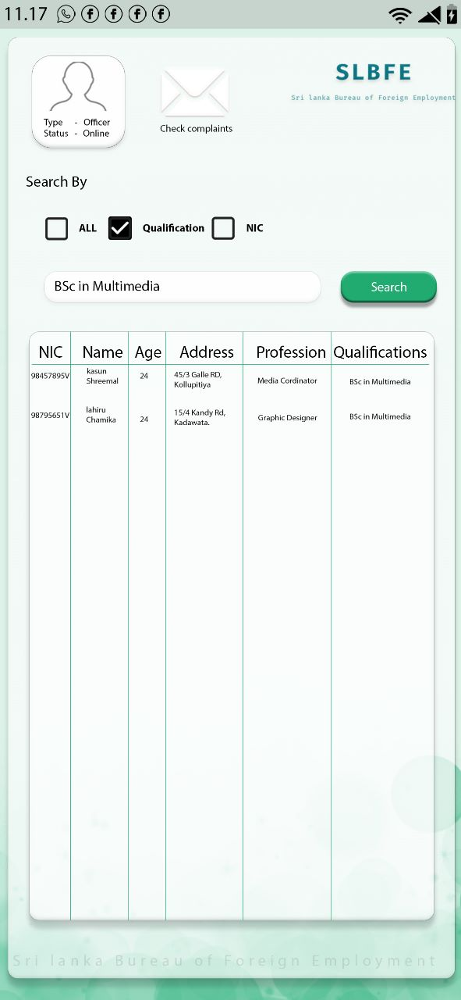 11.17
SLBFE
Sri lanka Bureau of Foreign Employment
Type - Officer
Status - Online
Check complaints
Search By
ALL Qualification NIC
BSc in Multimedia Search
NIC Name Age Address Profession Qualifications
98457895V kasun Shreemal 24 45/3 Galle RD, Kollupitiya Media Cordinator BSc in Multimedia
98795651V lahiru Chamika 24 15/4 Kandy Rd, Kadawata. Graphic Designer BSc in Multimedia
Sri lanka Bureau of Foreign Employment